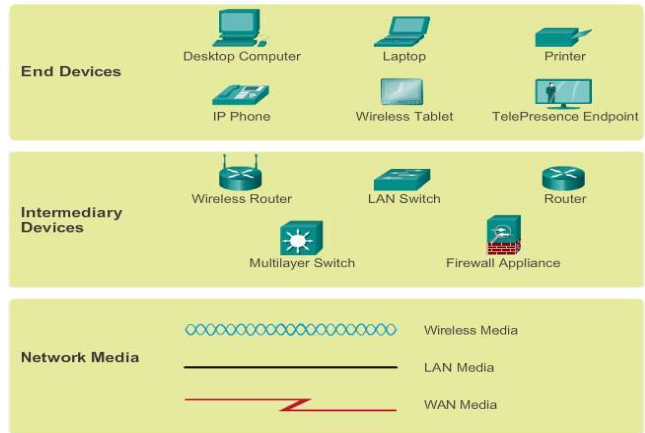 End Devices
Desktop Computer
Laptop
Printer
IP Phone
Wireless Tablet
TelePresence Endpoint
Intermediary
Devices
Wireless Router
LAN Switch
Router
Multilayer Switch
Firewall Appliance
Network Media
Wireless Media
LAN Media
WAN Media